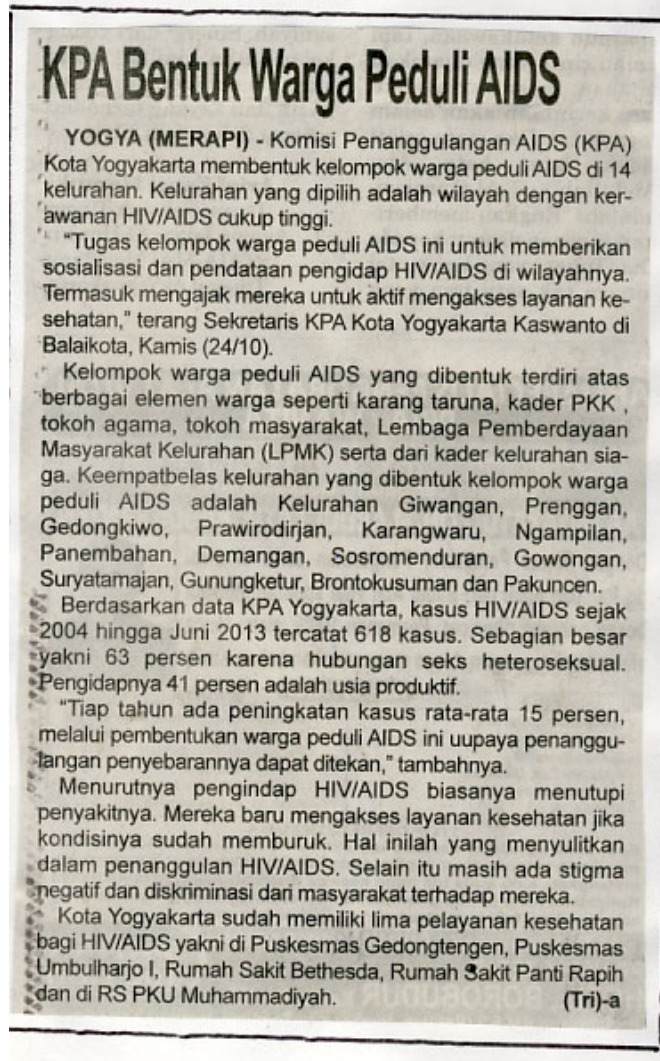 KPA Bentuk Warga Peduli AIDS
YOGYA (MERAPI) - Komisi Penanggulangan AIDS (KPA)
Kota Yogyakarta membentuk kelompok warga peduli AIDS di 14
kelurahan. Kelurahan yang dipilih adalah wilayah dengan ker-
awanan HIV/AIDS cukup tinggi.
"Tugas kelompok warga peduli AIDS ini untuk memberikan
sosialisasi dan pendataan pengidap HIV/AIDS di wilayahnya.
Termasuk mengajak mereka untuk aktif mengakses layanan ke-
sehatan," terang Sekretaris KPA Kota Yogyakarta Kaswanto di
Balaikota, Kamis (24/10).
Kelompok warga peduli AIDS yang dibentuk terdiri atas
berbagai elemen warga seperti karang taruna, kader PKK ,
tokoh agama, tokoh masyarakat, Lembaga Pemberdayaan
Masyarakat Kelurahan (LPMK) serta dari kader kelurahan sia-
ga. Keempatbelas kelurahan yang dibentuk kelompok warga
peduli AIDS adalah Kelurahan Giwangan, Prenggan,
Gedongkiwo, Prawirodirjan, Karangwaru, Ngampilan,
Panembahan, Demangan, Sosromenduran, Gowongan,
Suryatamajan, Gunungketur, Brontokusuman dan Pakuncen.
Berdasarkan data KPA Yogyakarta, kasus HIV/AIDS sejak
2004 hingga Juni 2013 tercatat 618 kasus. Sebagian besar
yakni 63 persen karena hubungan seks heteroseksual.
Pengidapnya 41 persen adalah usia produktif.
"Tiap tahun ada peningkatan kasus rata-rata 15 persen,
melalui pembentukan warga peduli AIDS ini uupaya penanggu-
langan penyebarannya dapat ditekan," tambahnya.
Menurutnya pengindap HIV/AIDS biasanya menutupi
penyakitnya. Mereka baru mengakses layanan kesehatan jika
kondisinya sudah memburuk. Hal inilah yang menyulitkan
dalam penanggulan HIV/AIDS. Selain itu masih ada stigma
negatif dan diskriminasi dari masyarakat terhadap mereka.
Kota Yogyakarta sudah memiliki lima pelayanan kesehatan
bagi HIV/AIDS yakni di Puskesmas Gedongtengen, Puskesmas
Umbulharjo I, Rumah Sakit Bethesda, Rumah Sakit Panti Rapih
dan di RS PKU Muhammadiyah. (Tri)-a